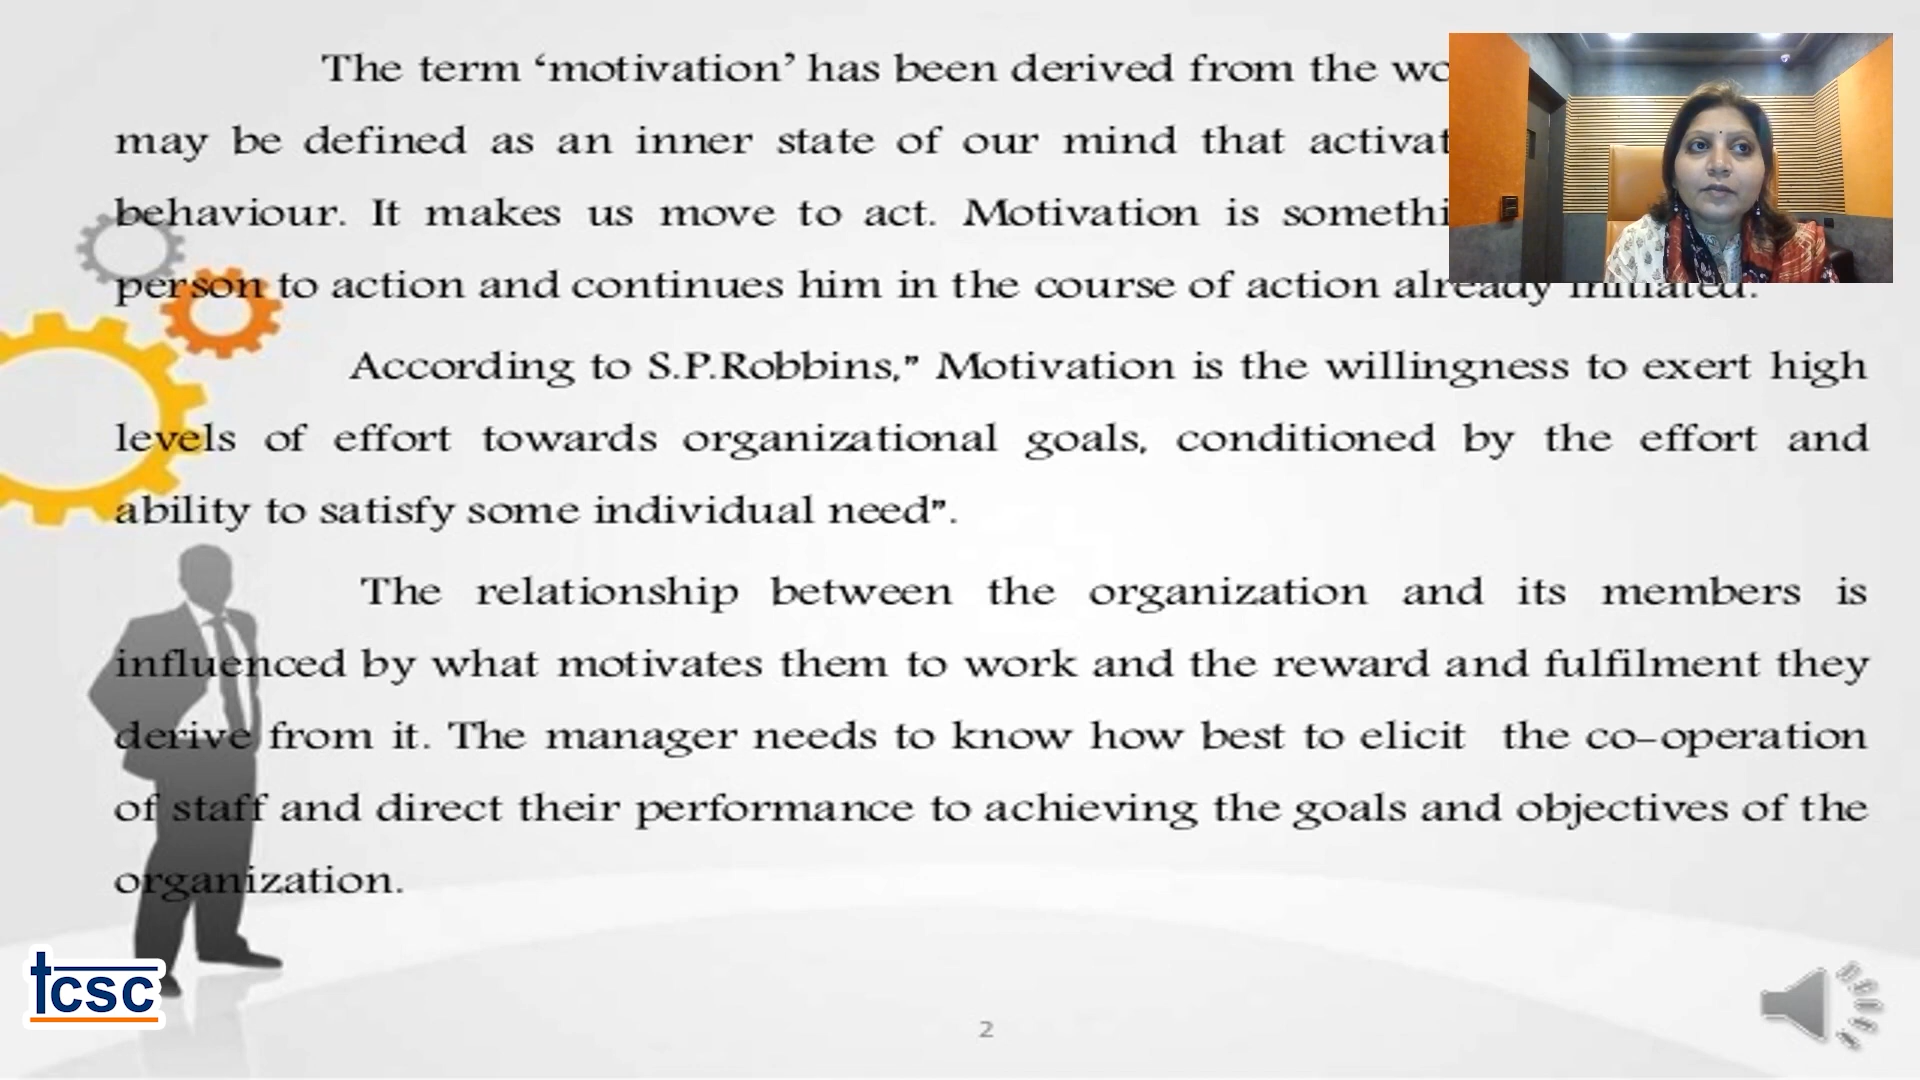 The term ‘motivation’ has been derived from the
may be defined as an inner state of our mind that
behaviour. It makes us move to act. Motivation is
person to action and continues him in the course of action already initiated.
According to S.P.Robbins,” Motivation is the willingness to exert high
levels of effort towards organizational goals, conditioned by the effort and
ability to satisfy some individual need”.
The relationship between the organization and its members is
influenced by what motivates them to work and the reward and fulfilment they
derive from it. The manager needs to know how best to elicit the co-operation
of staff and direct their performance to achieving the goals and objectives of the
organization.
tcsc
2